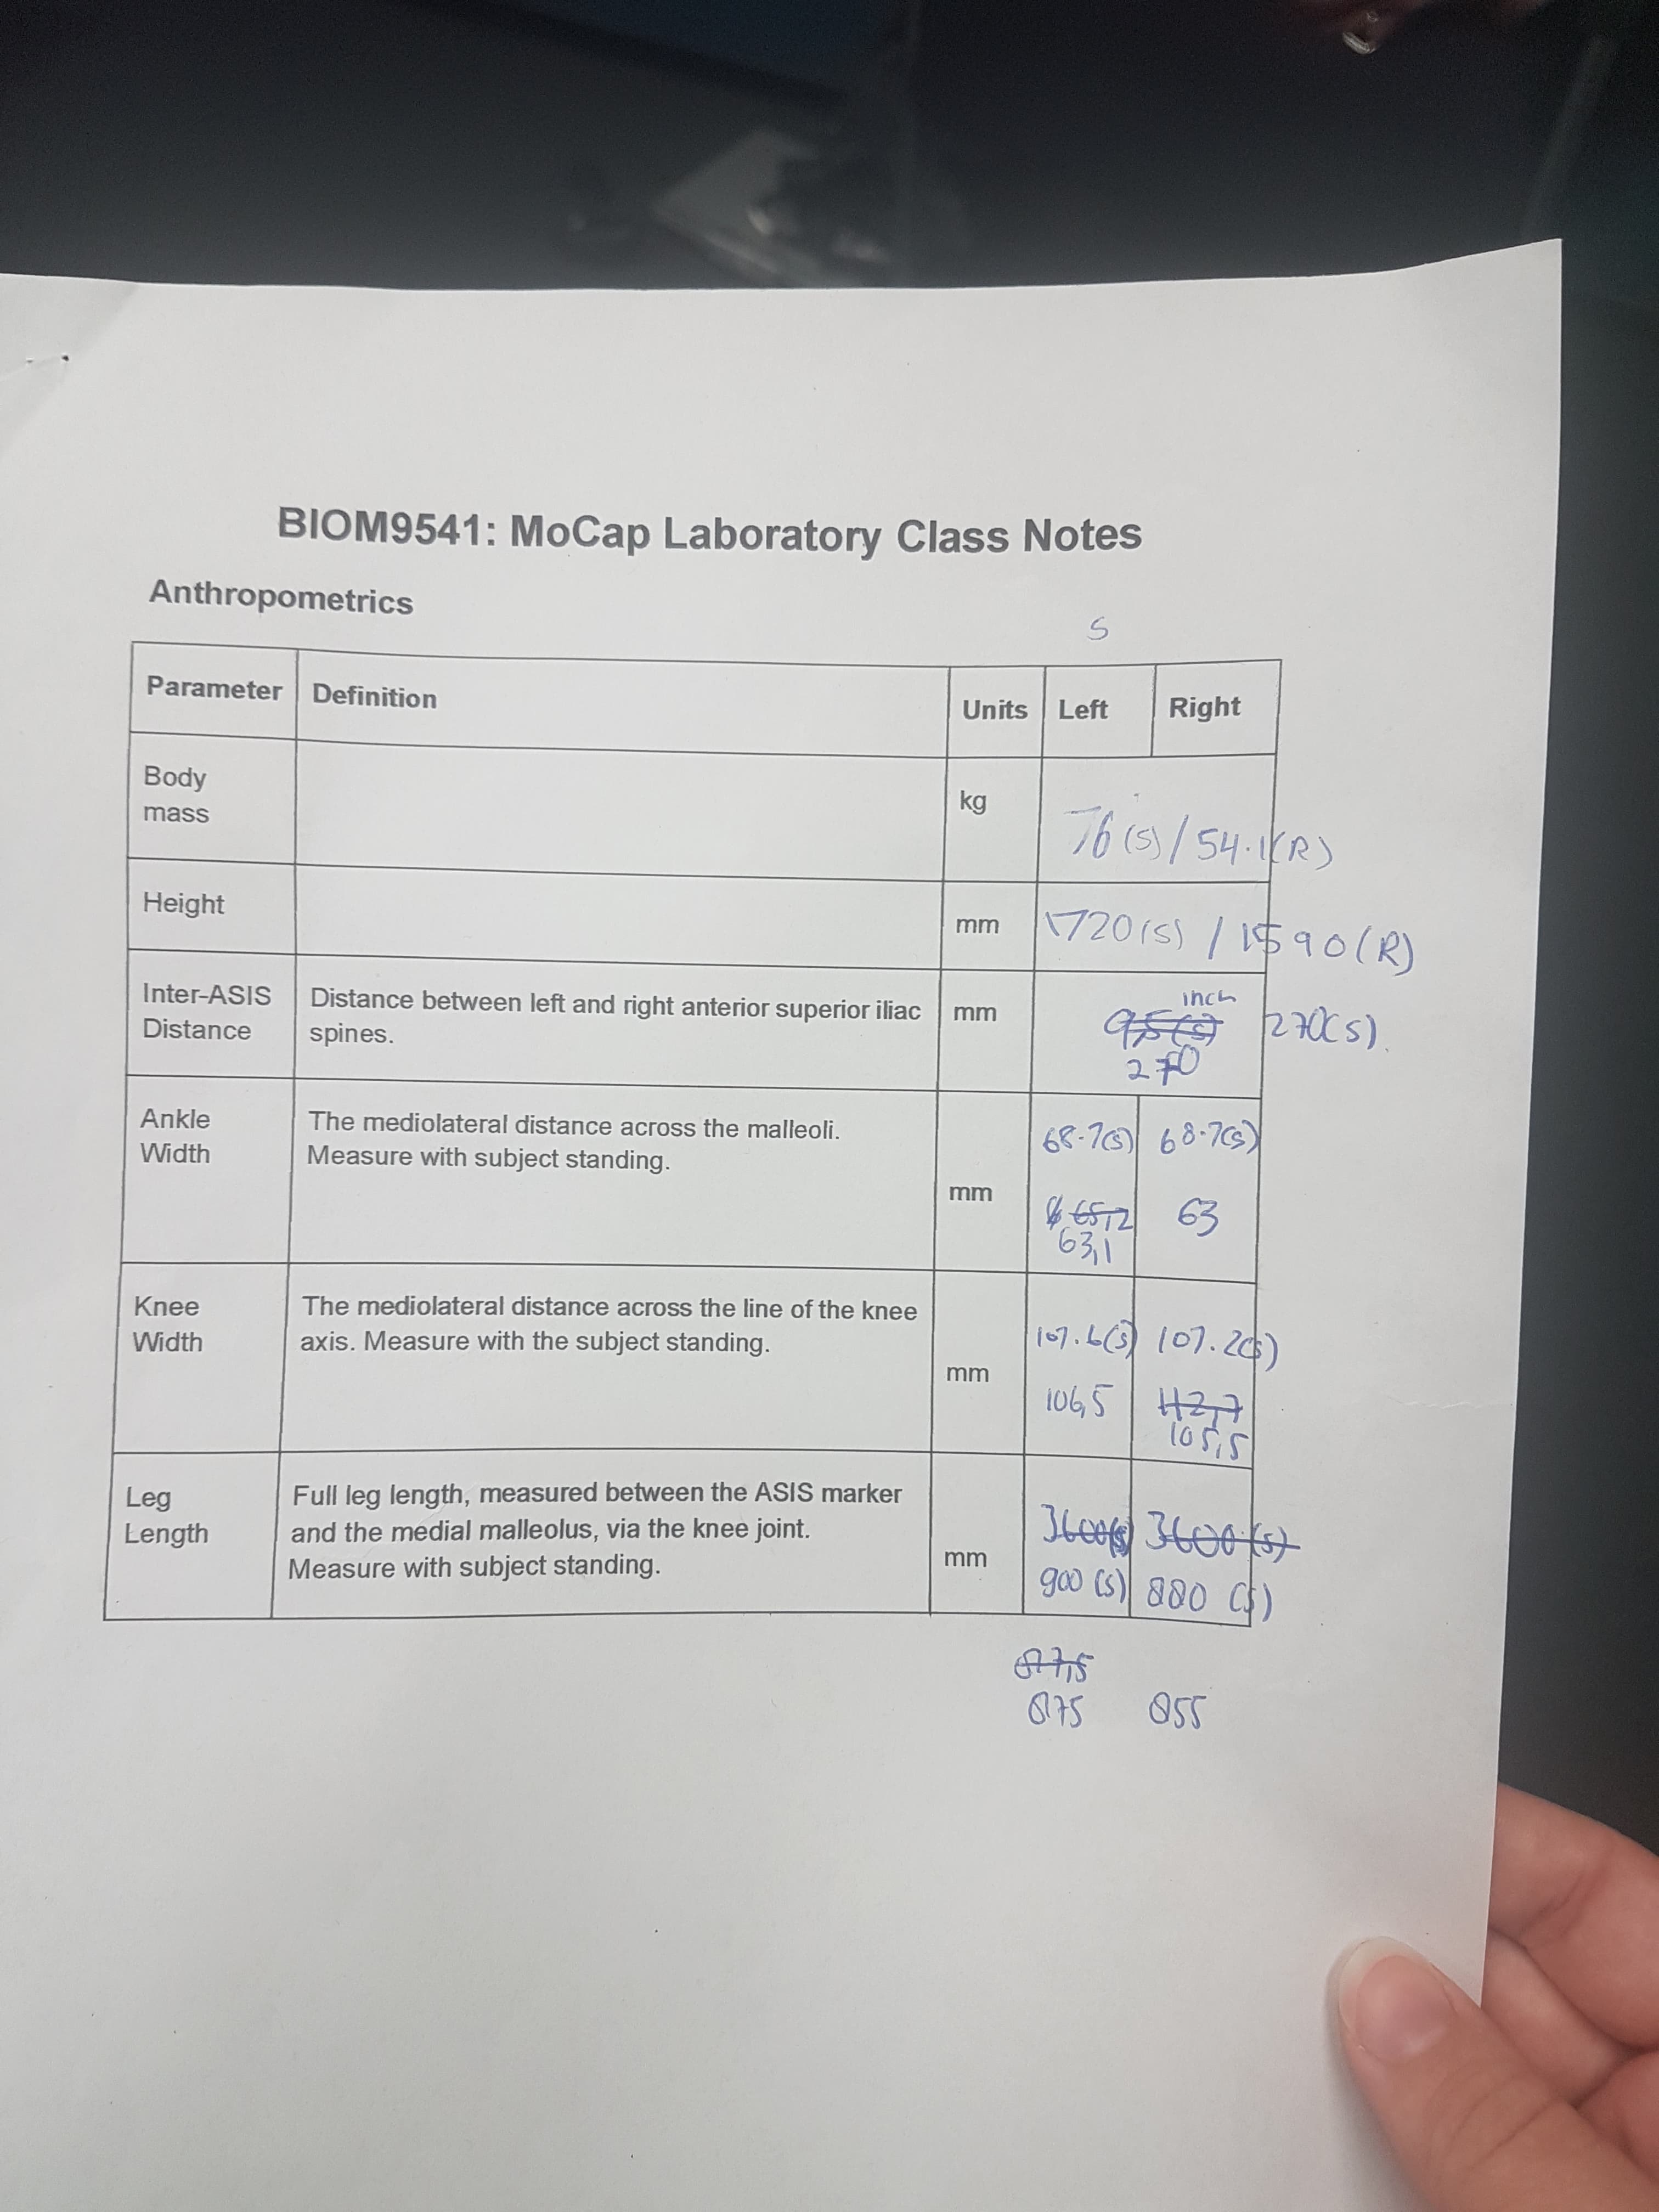 BIOM9541: MoCap Laboratory Class Notes
Anthropometrics
S
Parameter Definition Units Left Right
Body
mass
kg
76(S) / 54.1(R)
Height
mm
1720(S) / 1590(R)
Inter-ASIS
Distance
Distance between left and right anterior superior iliac
spines.
mm
inch
9,5(S)
270
270(S).
Ankle
Width
The mediolateral distance across the malleoli.
Measure with subject standing.
mm
68.7(S) 68.7(S)
65,2 63
63,1
Knee
Width
The mediolateral distance across the line of the knee
axis. Measure with the subject standing.
mm
107.6(S) 107.2(S)
106,5 112,7
105,5
Leg
Length
Full leg length, measured between the ASIS marker
and the medial malleolus, via the knee joint.
Measure with subject standing.
mm
3600(S) 3600(S)
900 (S) 880 (S)
87,5
875 855